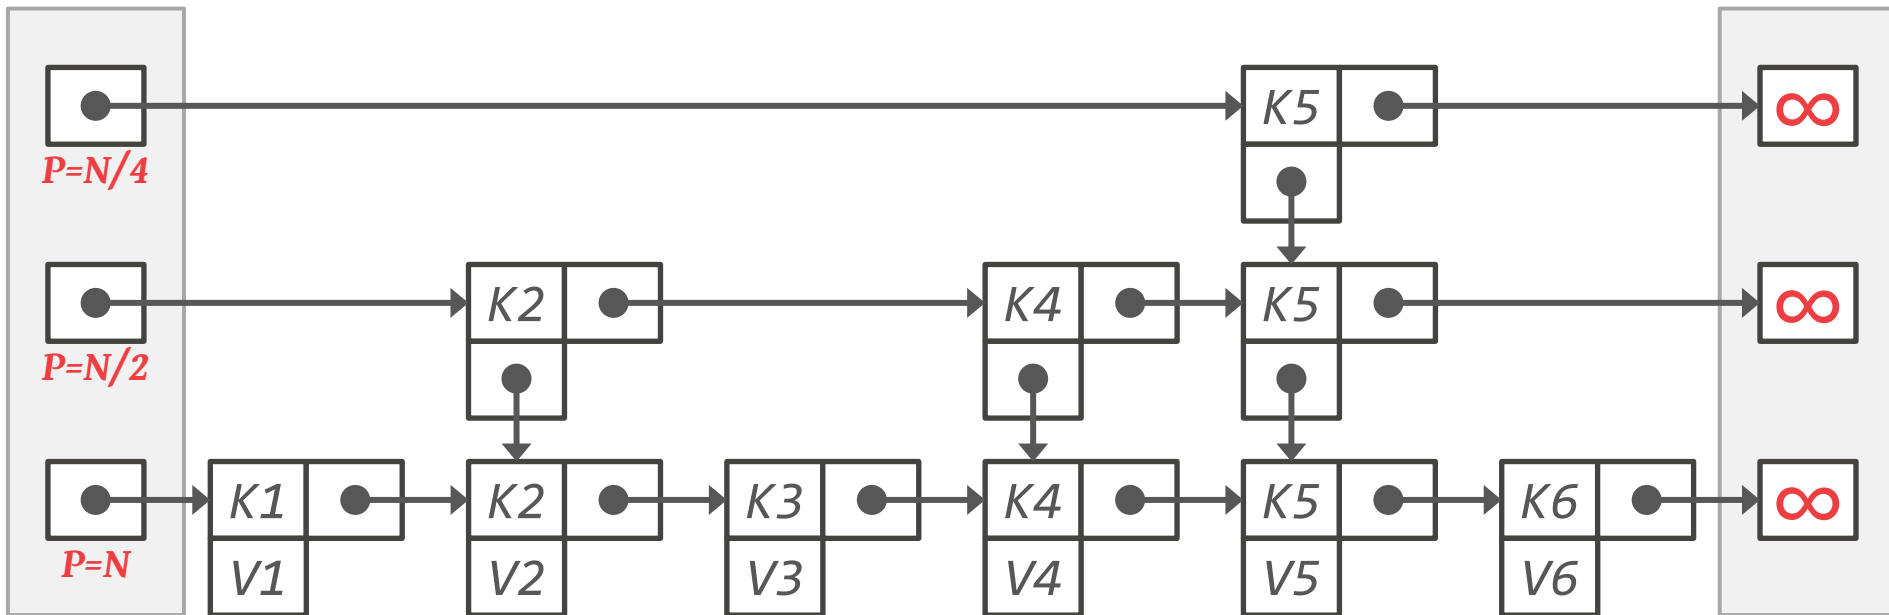 K5 ∞
P=N/4
K2 K4 K5 ∞
P=N/2
K1 K2 K3 K4 K5 K6 ∞
P=N V1 V2 V3 V4 V5 V6